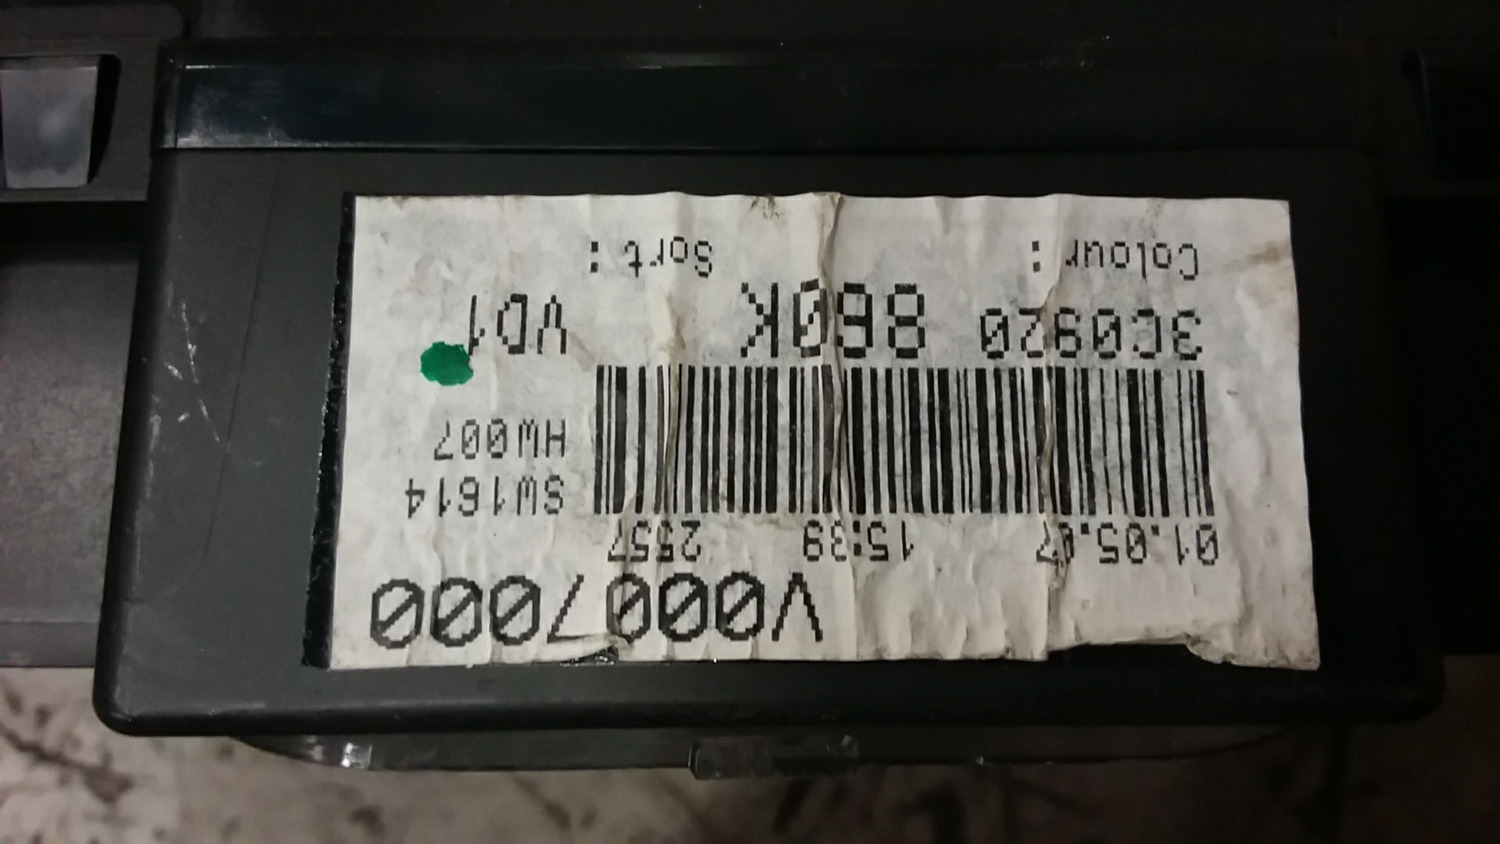 V0007000
01.05.07 15:39 2557
SW1614
HW007
3C0920 860K VD1
Colour : Sort :